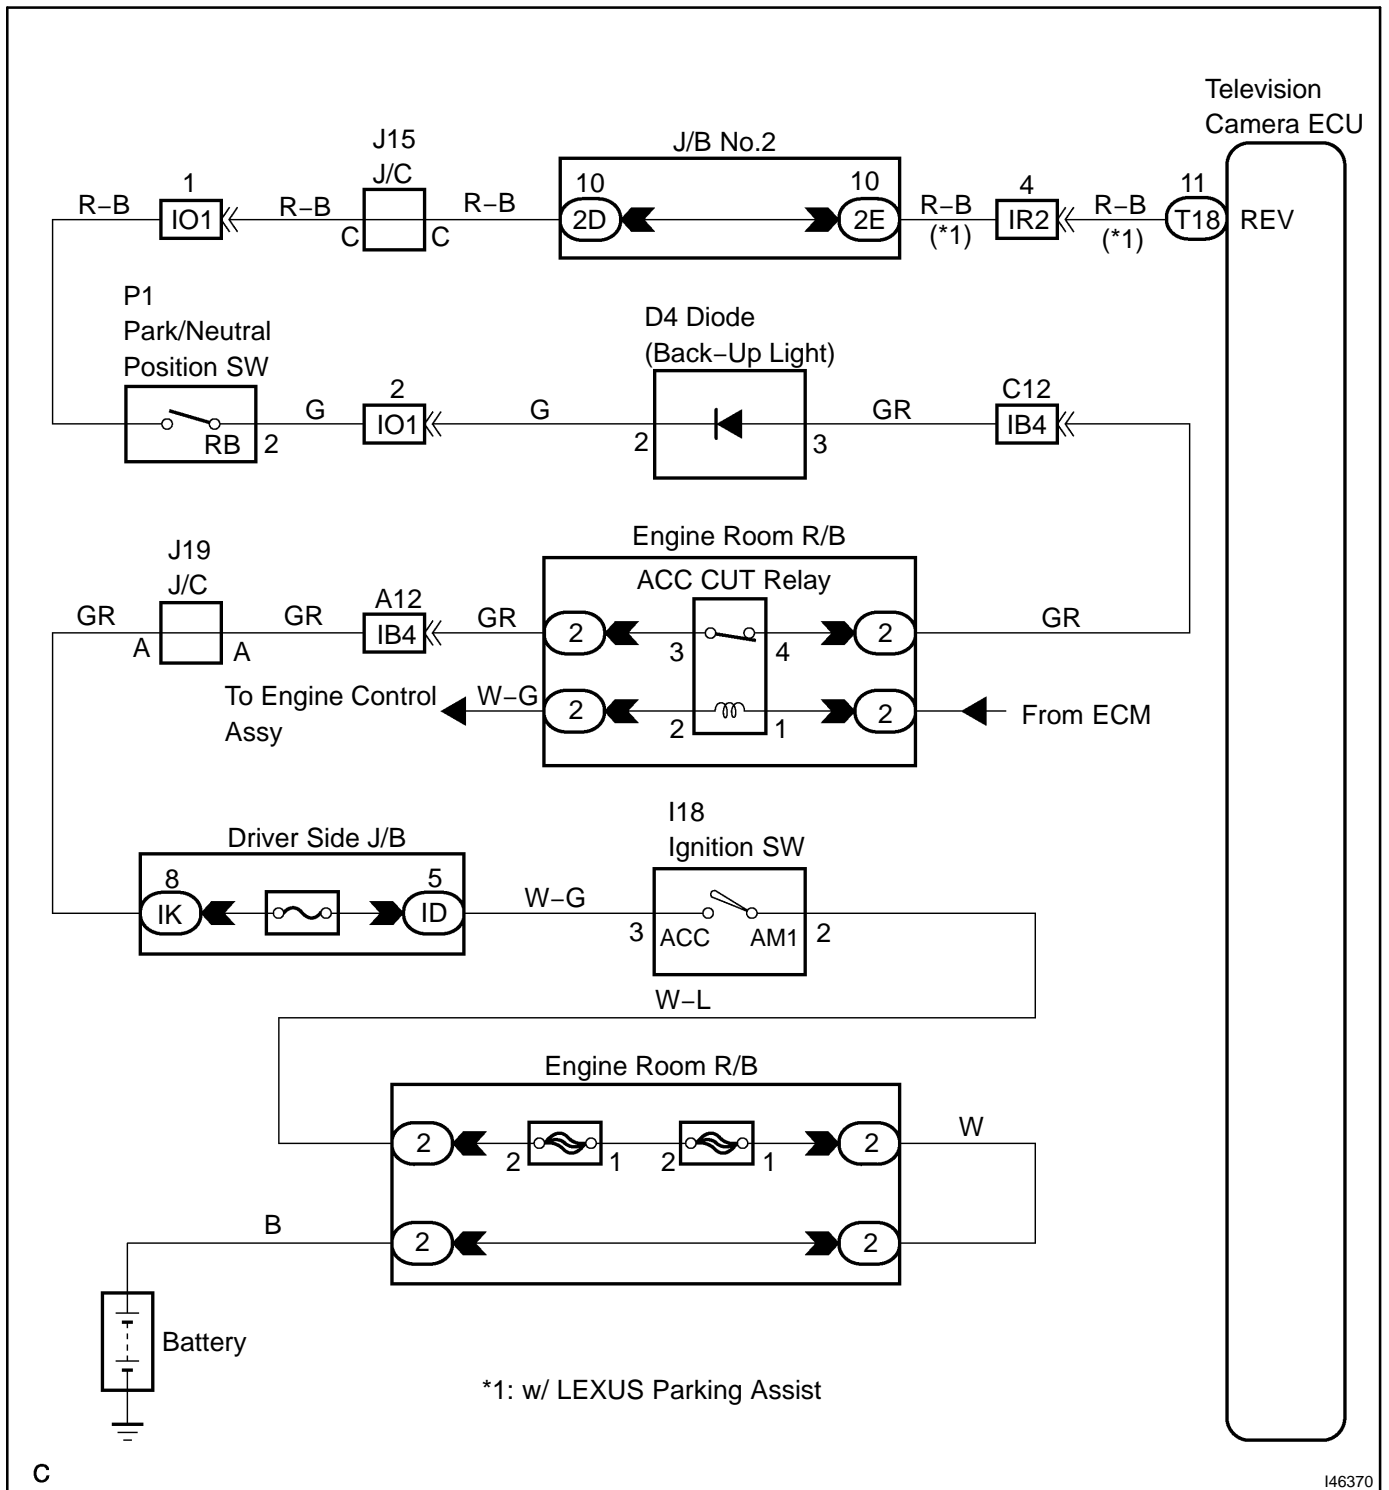 Television
Camera ECU
J15
J/C
J/B No.2
1
10
10
4
11
R-B
IO1
R-B
R-B
2D
2E
R-B
IR2
R-B
T18
REV
C
C
(*1)
(*1)
P1
Park/Neutral
Position SW
D4 Diode
(Back-Up Light)
2
C12
G
IO1
G
GR
IB4
RB
2
2
3
Engine Room R/B
J19
J/C
ACC CUT Relay
A12
GR
GR
IB4
GR
2
2
GR
A
A
3
4
To Engine Control
Assy
W-G
2
2
From ECM
2
1
I18
Ignition SW
Driver Side J/B
8
5
IK
ID
W-G
3
ACC
AM1
2
W-L
Engine Room R/B
2
2
W
2
1
2
1
B
2
2
Battery
*1: w/ LEXUS Parking Assist
C
I46370